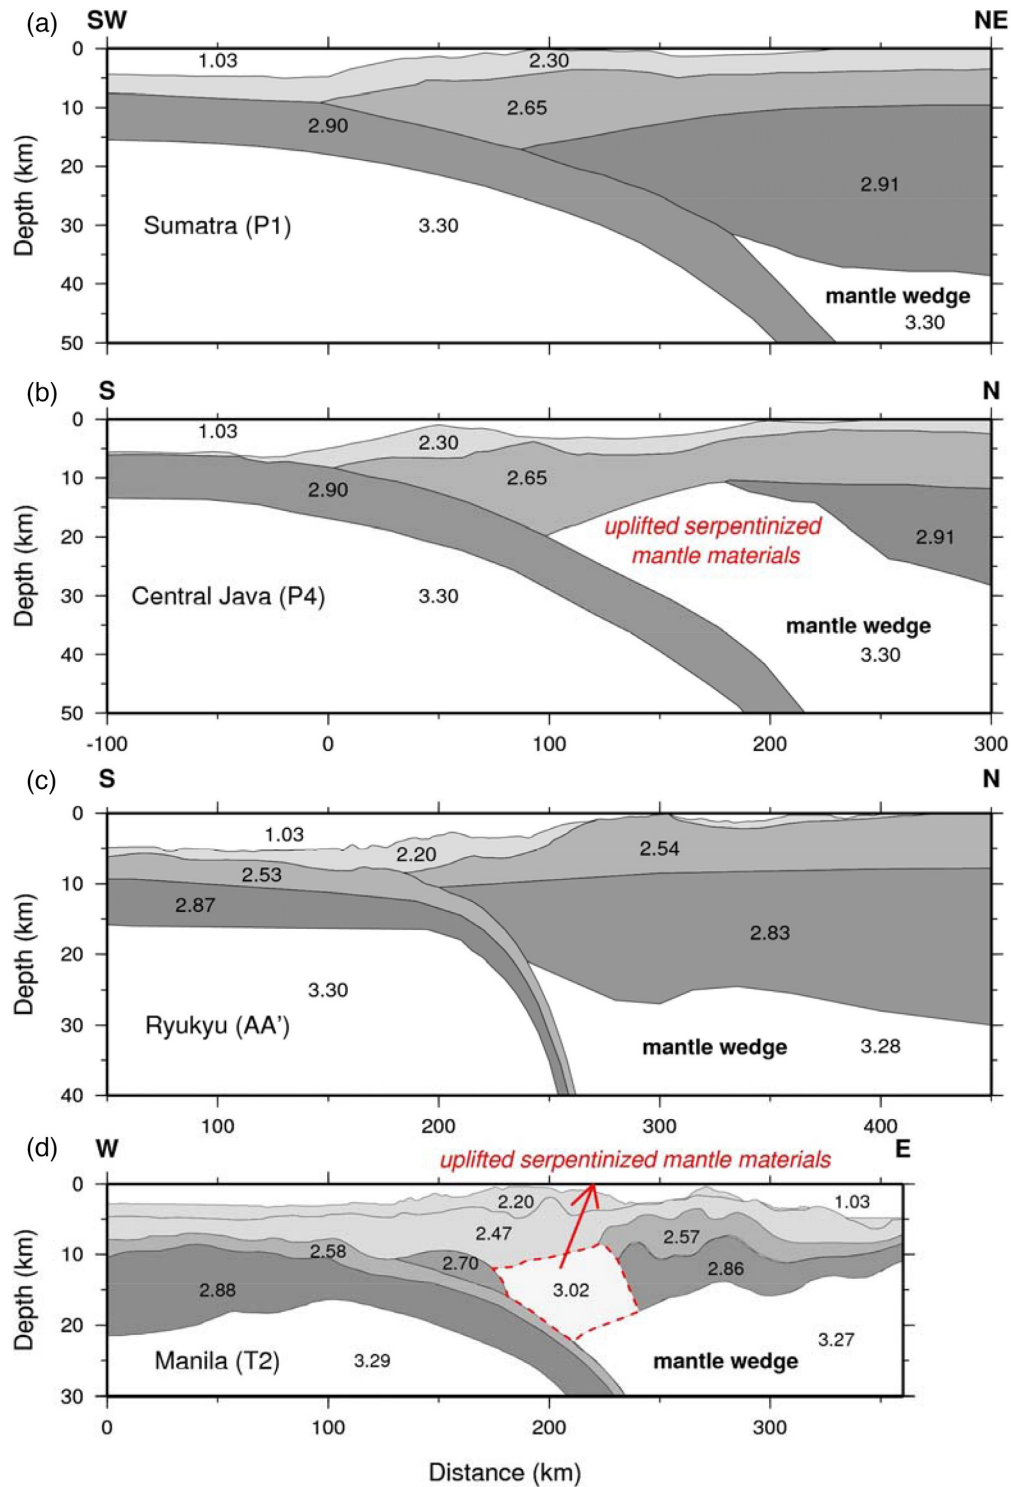 (a) SW NE
0
1.03 2.30
10
2.65
2.90
20
2.91
Depth (km)
30
Sumatra (P1) 3.30
40
mantle wedge
3.30
50
(b) S N
0
1.03
2.30
10
2.65
2.90
uplifted serpentinized
mantle materials
20
2.91
Depth (km)
30
Central Java (P4) 3.30
mantle wedge
3.30
40
50
-100 0 100 200 300
(c) S N
0
1.03
2.20 2.54
2.53
10
2.87
2.83
Depth (km)
20
3.30
30
Ryukyu (AA')
mantle wedge 3.28
40
100 200 300 400
(d) W E
uplifted serpentinized mantle materials
0
2.20 1.03
2.47 2.57
2.58
2.70
10
2.86
2.88 3.02
Depth (km)
20
3.27
Manila (T2) 3.29 mantle wedge
30
0 100 200 300
Distance (km)